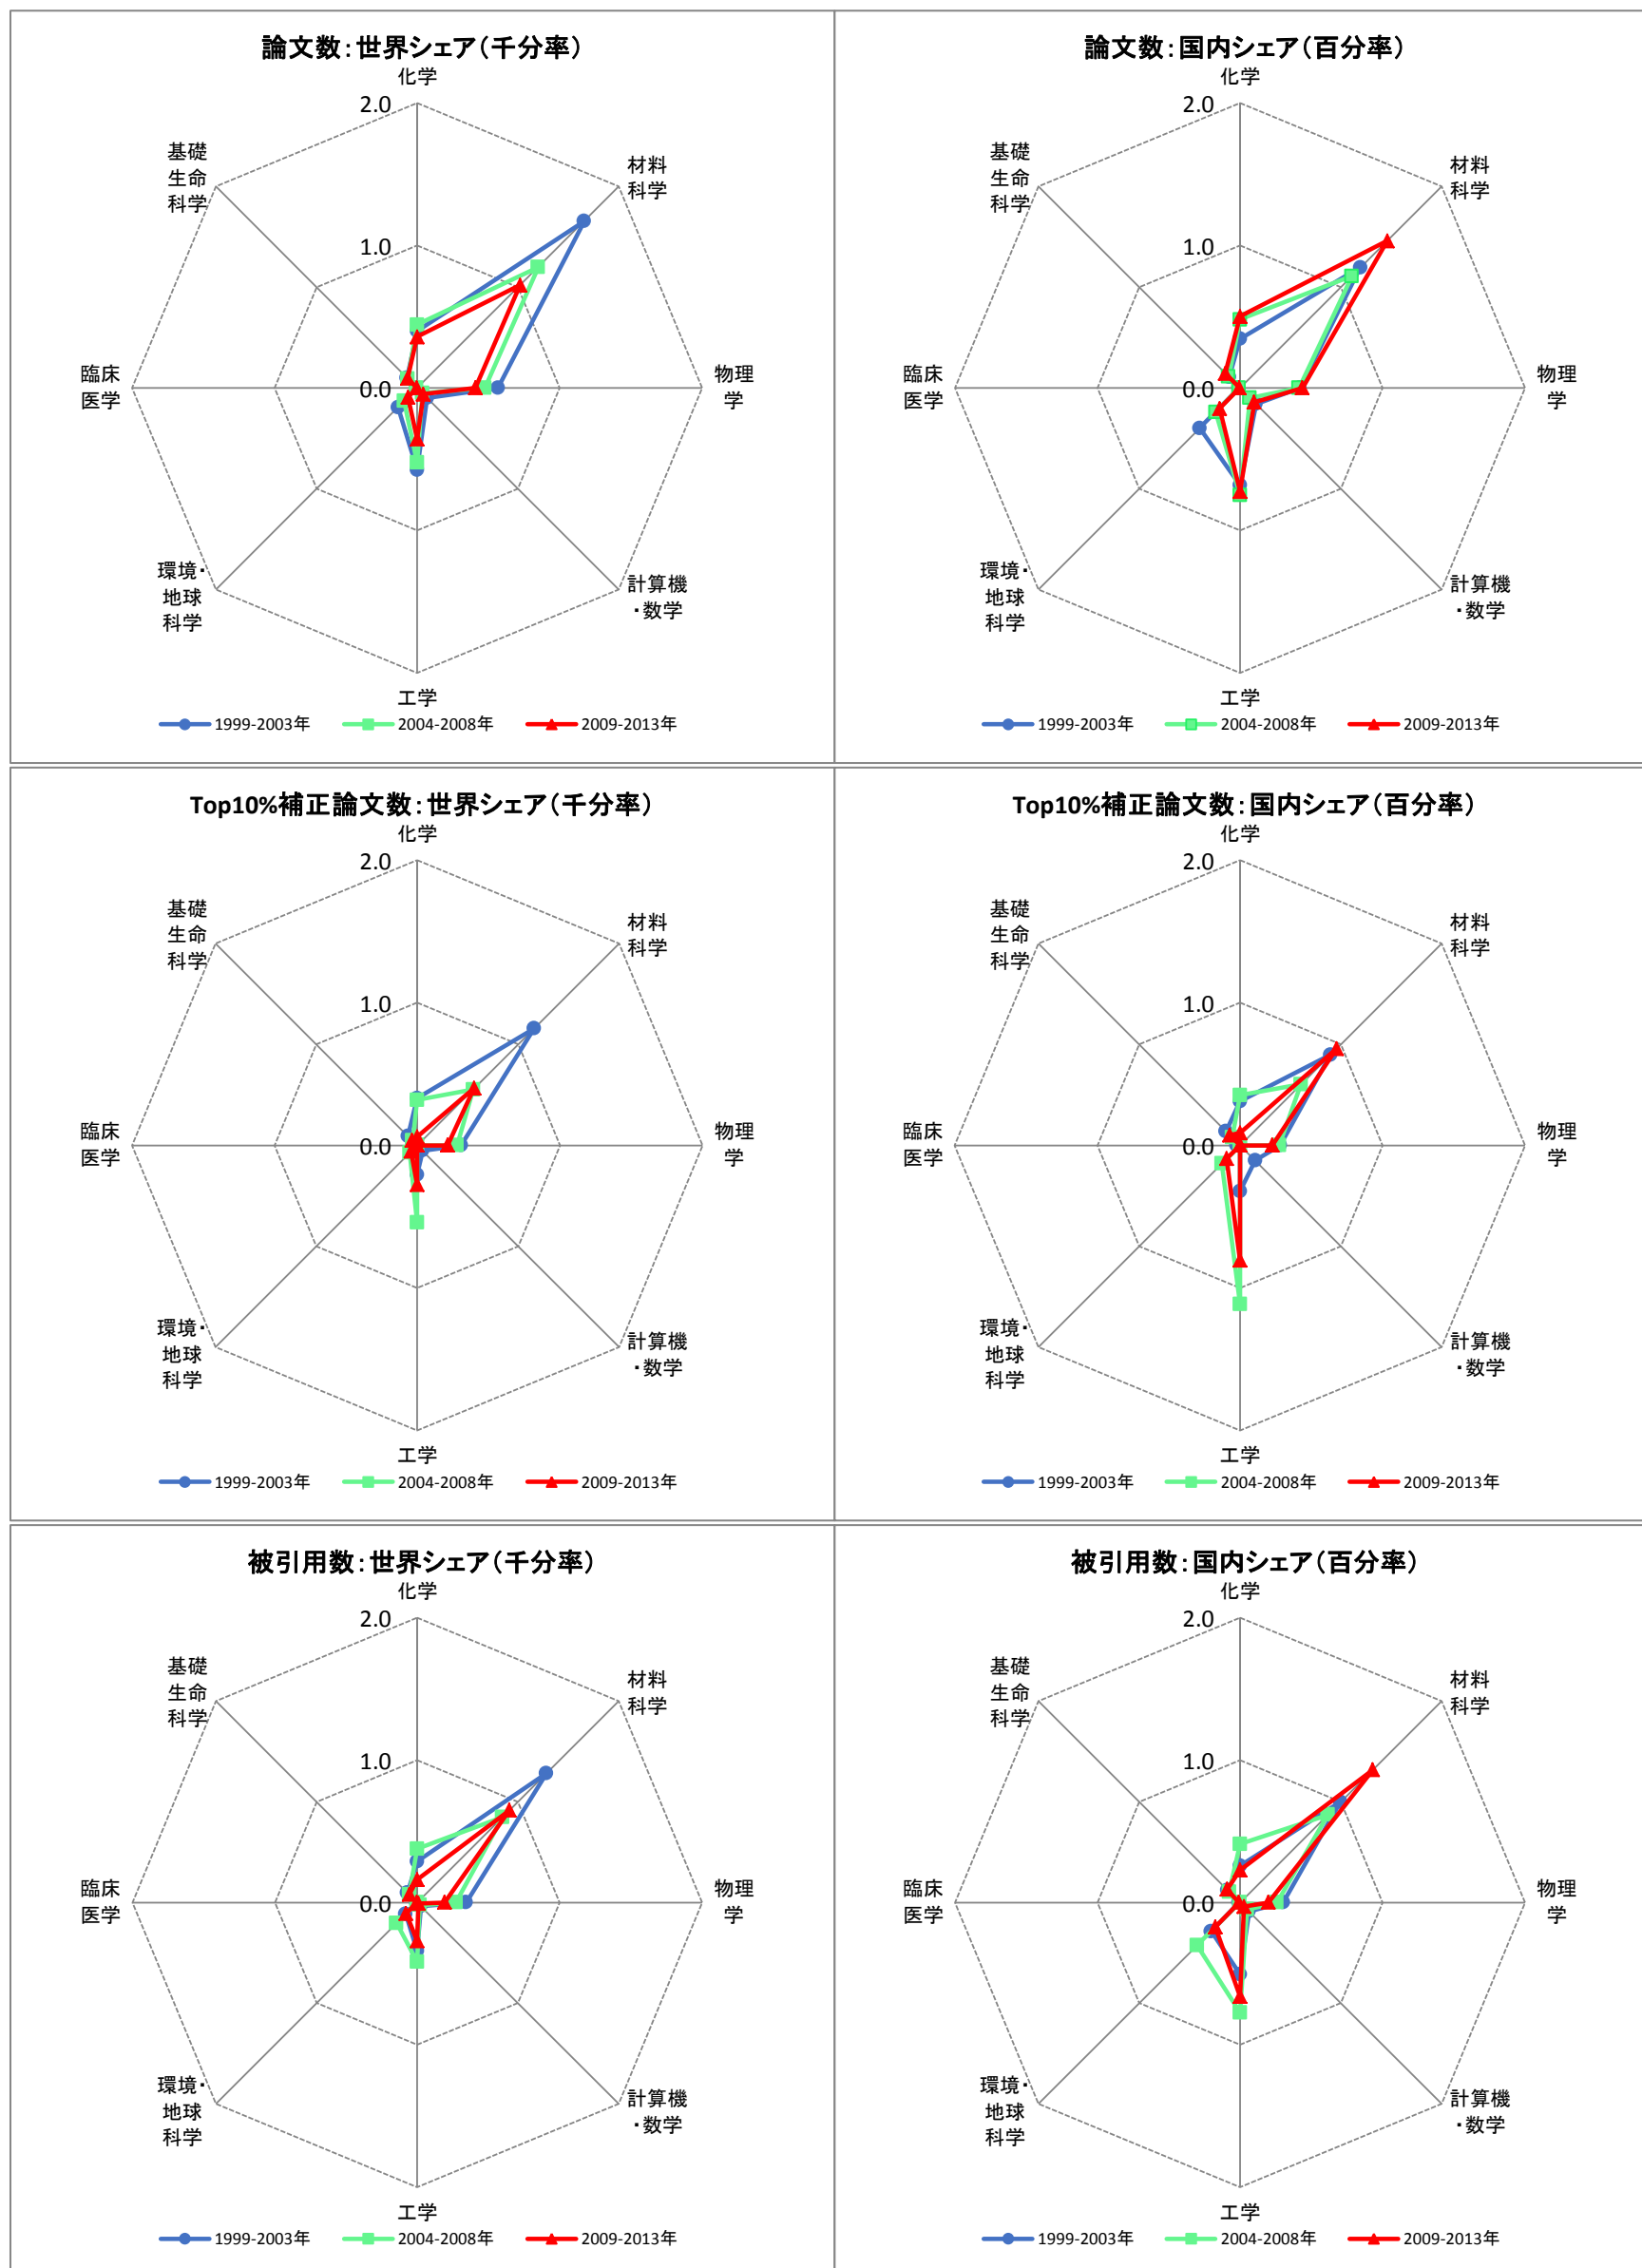 論文数：世界シェア（千分率）
化学
2.0
1.0
0.0
材料
科学
物理
学
計算機
・数学
工学
環境・
地球
科学
臨床
医学
基礎
生命
科学
1999-2003年 2004-2008年 2009-2013年
論文数：国内シェア（百分率）
化学
2.0
1.0
0.0
材料
科学
物理
学
計算機
・数学
工学
環境・
地球
科学
臨床
医学
基礎
生命
科学
1999-2003年 2004-2008年 2009-2013年
Top10%補正論文数：世界シェア（千分率）
化学
2.0
1.0
0.0
材料
科学
物理
学
計算機
・数学
工学
環境・
地球
科学
臨床
医学
基礎
生命
科学
1999-2003年 2004-2008年 2009-2013年
Top10%補正論文数：国内シェア（百分率）
化学
2.0
1.0
0.0
材料
科学
物理
学
計算機
・数学
工学
環境・
地球
科学
臨床
医学
基礎
生命
科学
1999-2003年 2004-2008年 2009-2013年
被引用数：世界シェア（千分率）
化学
2.0
1.0
0.0
材料
科学
物理
学
計算機
・数学
工学
環境・
地球
科学
臨床
医学
基礎
生命
科学
1999-2003年 2004-2008年 2009-2013年
被引用数：国内シェア（百分率）
化学
2.0
1.0
0.0
材料
科学
物理
学
計算機
・数学
工学
環境・
地球
科学
臨床
医学
基礎
生命
科学
1999-2003年 2004-2008年 2009-2013年